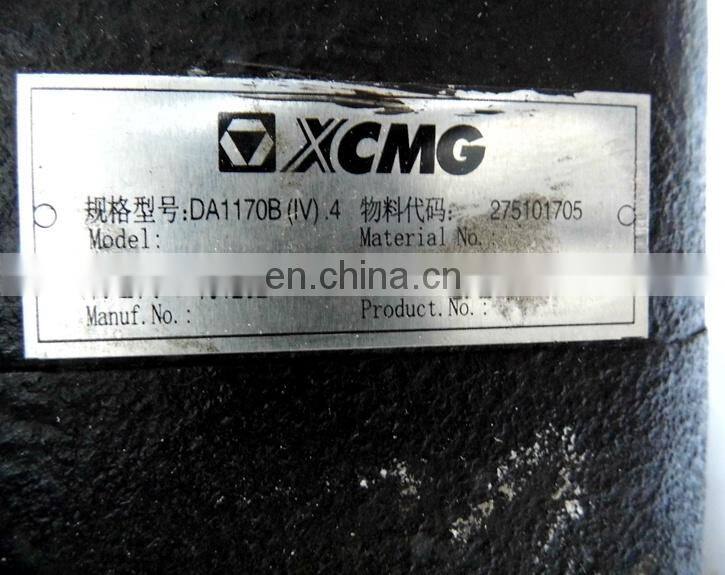 XCMG
规格型号:DA1170B(IV).4 物料代码: 275101705
Model: Material No.
en.china.cn
Manuf.No.: Product.No.: